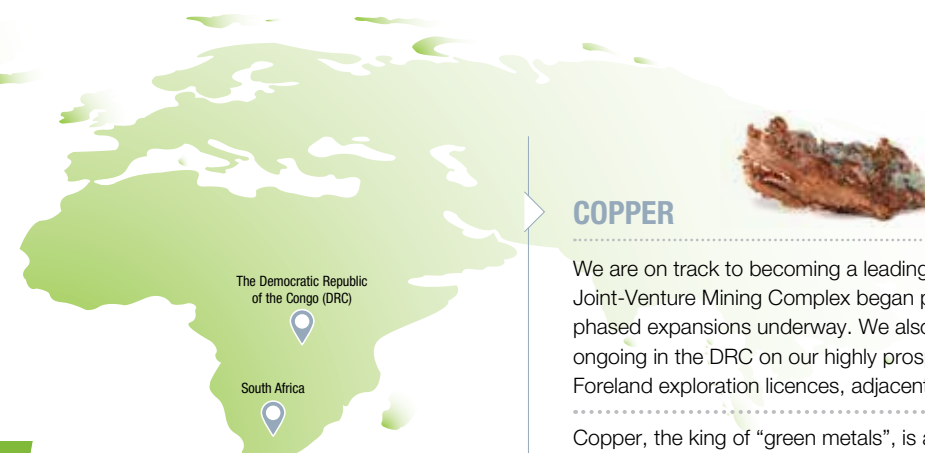 The Democratic Republic
of the Congo (DRC)
South Africa
COPPER
We are on track to becoming a leading
Joint-Venture Mining Complex began
phased expansions underway. We also
ongoing in the DRC on our highly
Foreland exploration licences, adjacent
Copper, the king of “green metals”, is